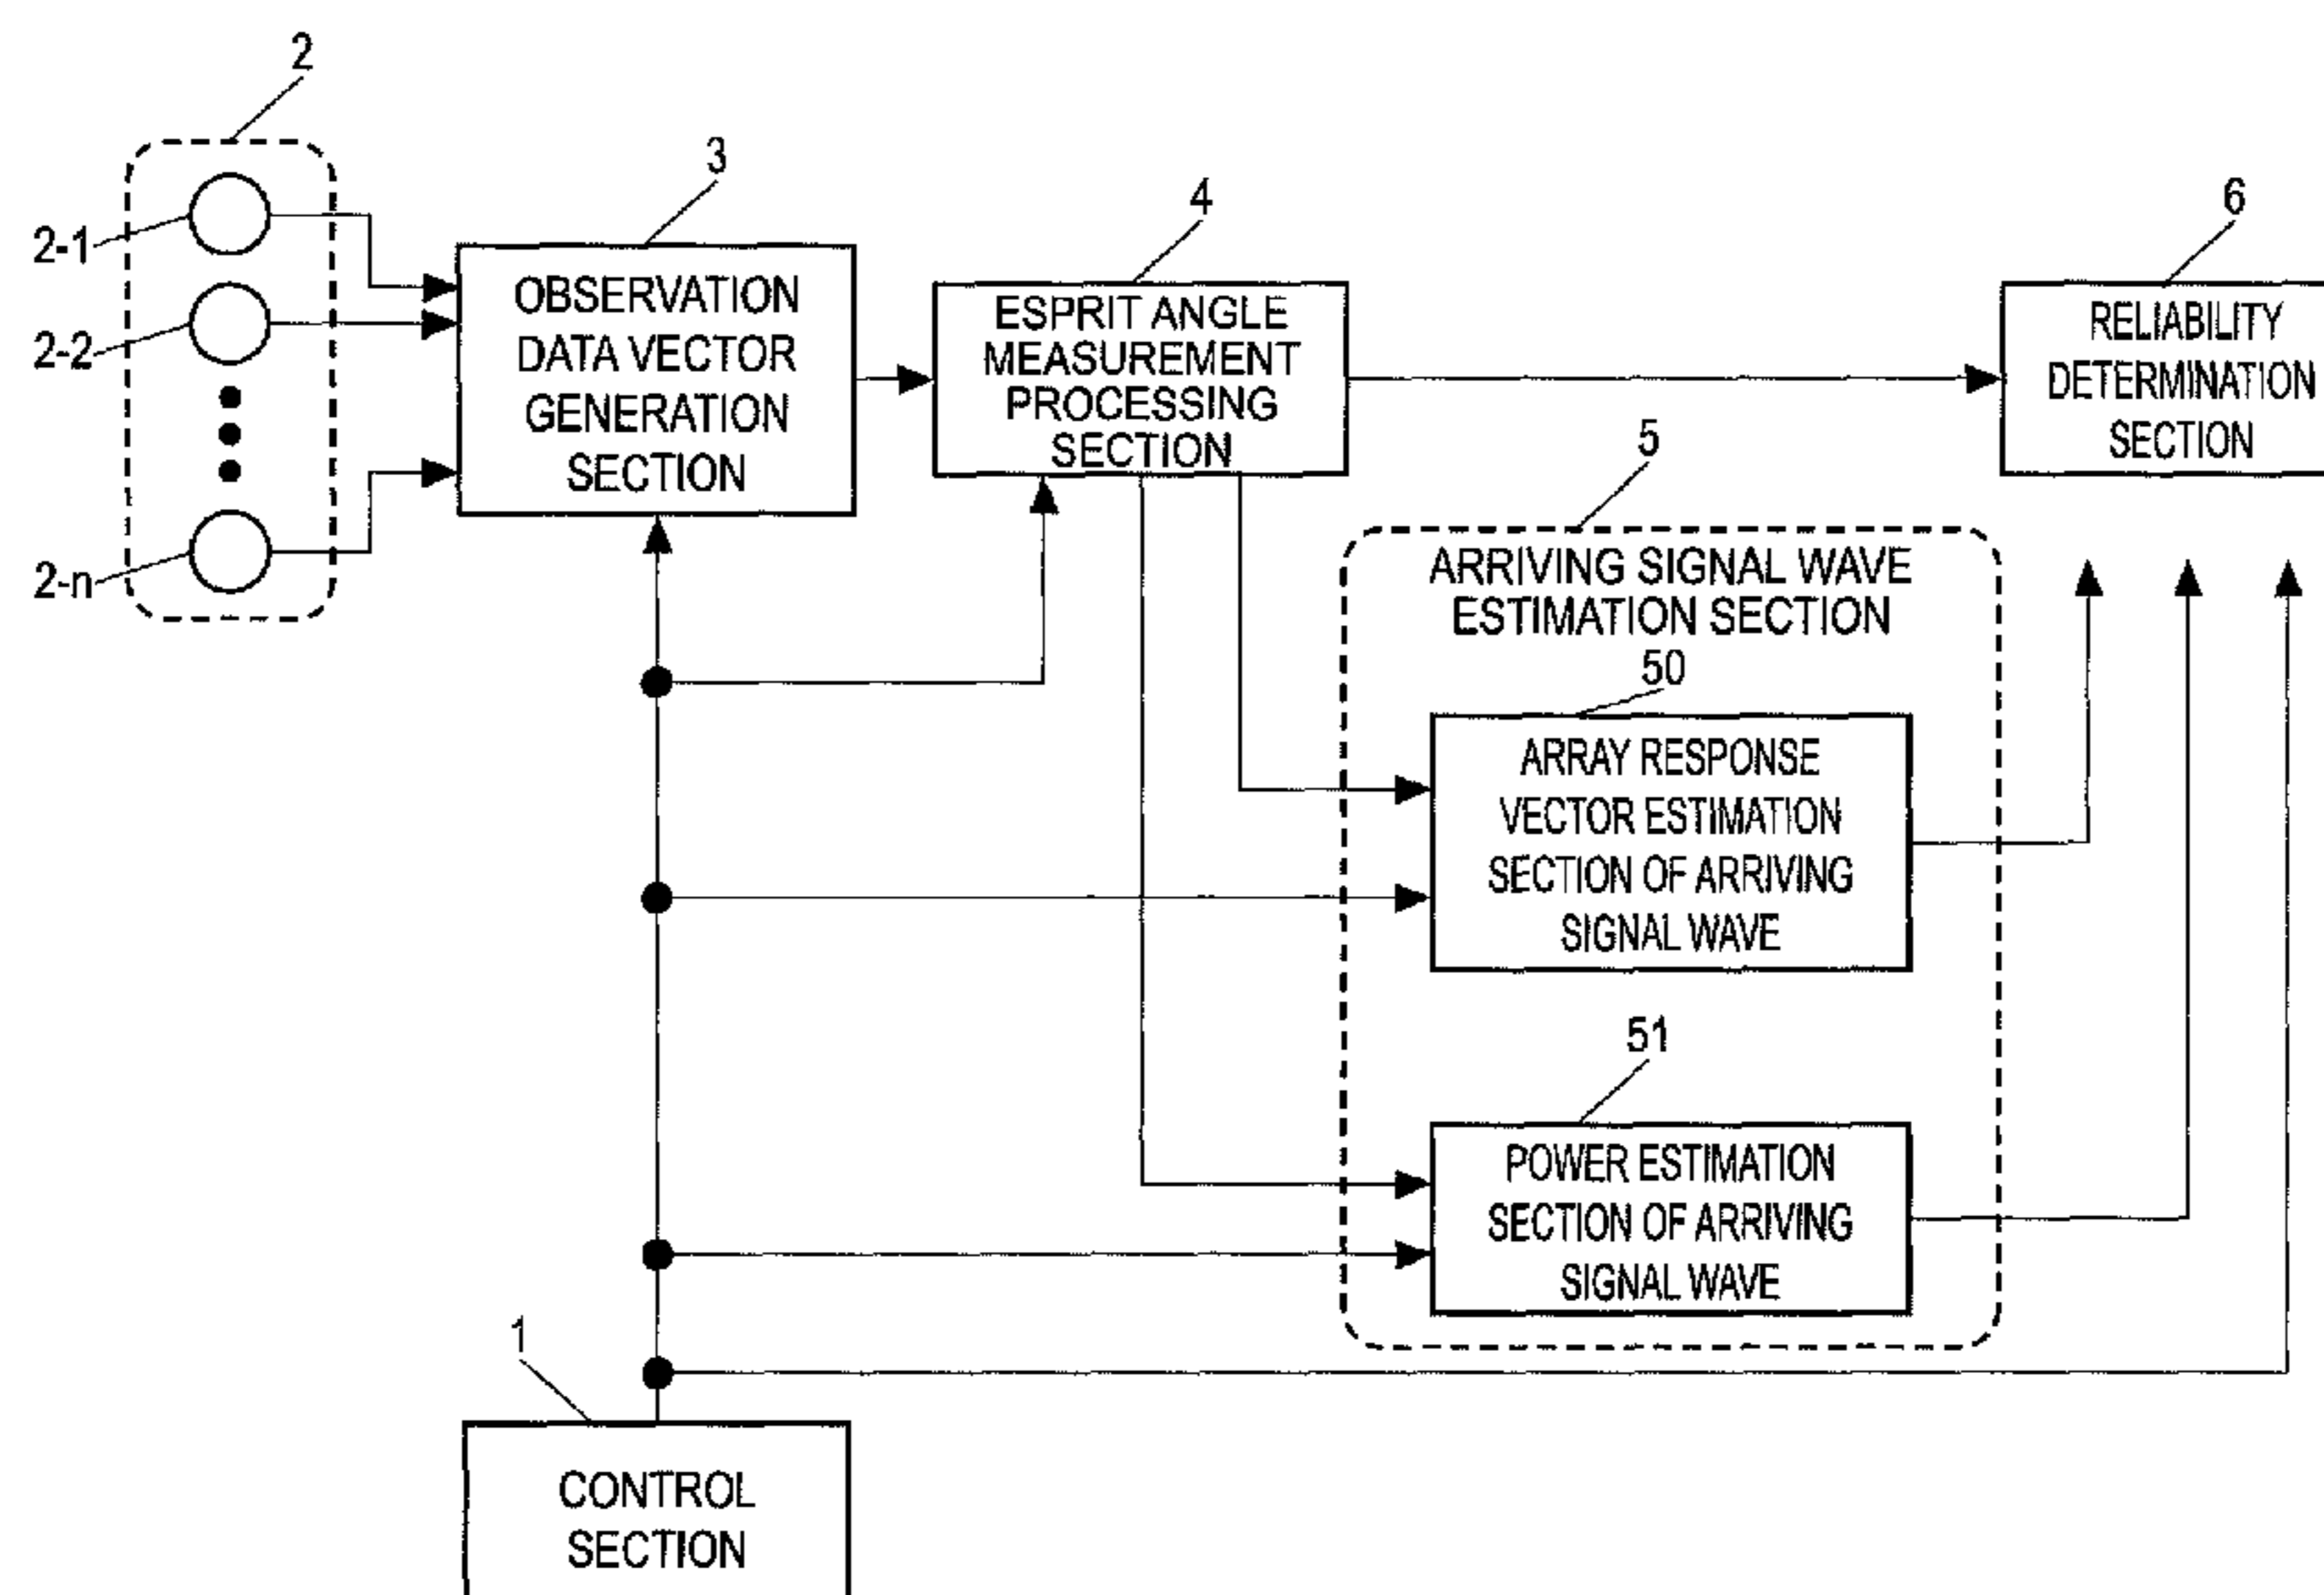 2
3
4
6
2-1
2-2
2-n
OBSERVATION
DATA VECTOR
GENERATION
SECTION
ESPRIT ANGLE
MEASUREMENT
PROCESSING
SECTION
RELIABILITY
DETERMINATION
SECTION
5
ARRIVING SIGNAL WAVE
ESTIMATION SECTION
50
ARRAY RESPONSE
VECTOR ESTIMATION
SECTION OF ARRIVING
SIGNAL WAVE
51
POWER ESTIMATION
SECTION OF ARRIVING
SIGNAL WAVE
1
CONTROL
SECTION